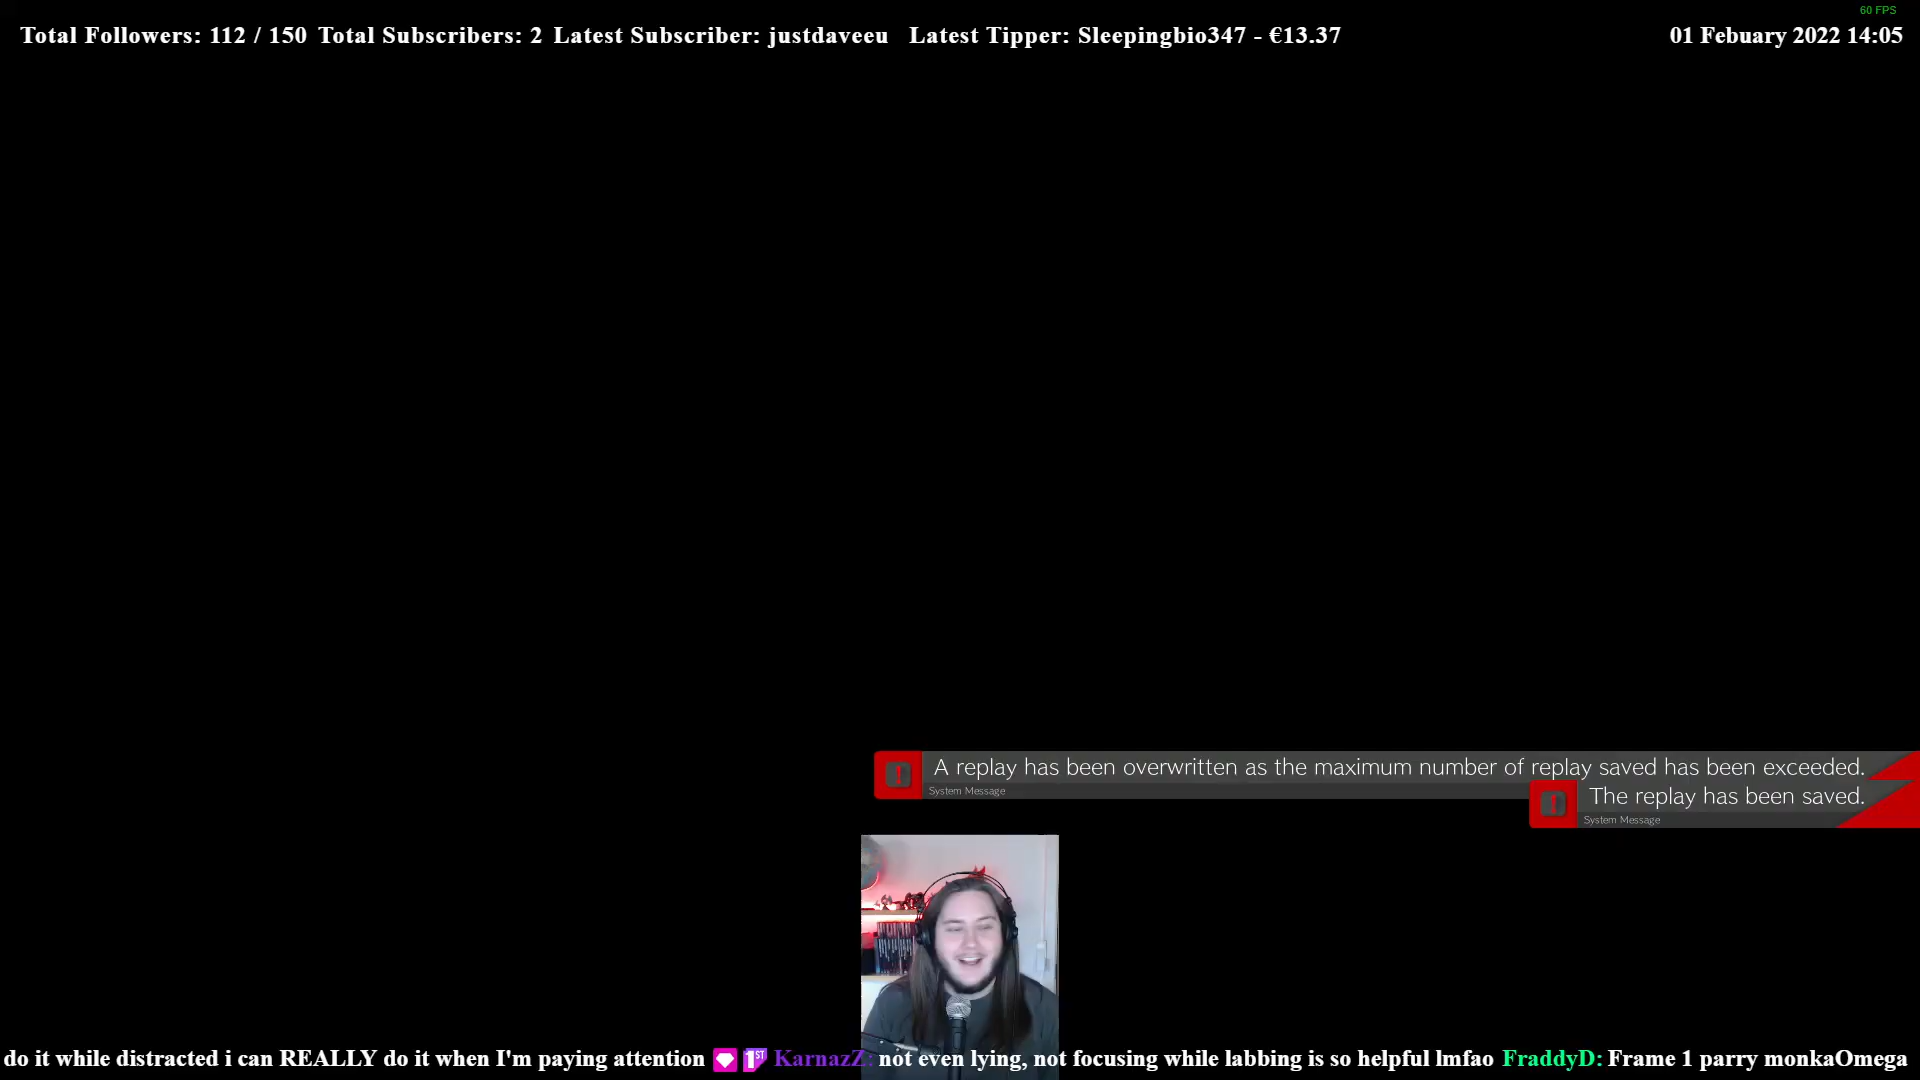 60 FPS
Total Followers: 112 / 150 Total Subscribers: 2 Latest Subscriber: justdaveeu Latest Tipper: Sleepingbio347 - €13.37
01 Febuary 2022 14:05
A replay has been overwritten as the maximum number of replay saved has been exceeded.
System Message
The replay has been saved.
System Message
do it while distracted i can REALLY do it when I'm paying attention 1ST KarnazZ: not even lying, not focusing while labbing is so helpful lmfao FraddyD: Frame 1 parry monkaOmega